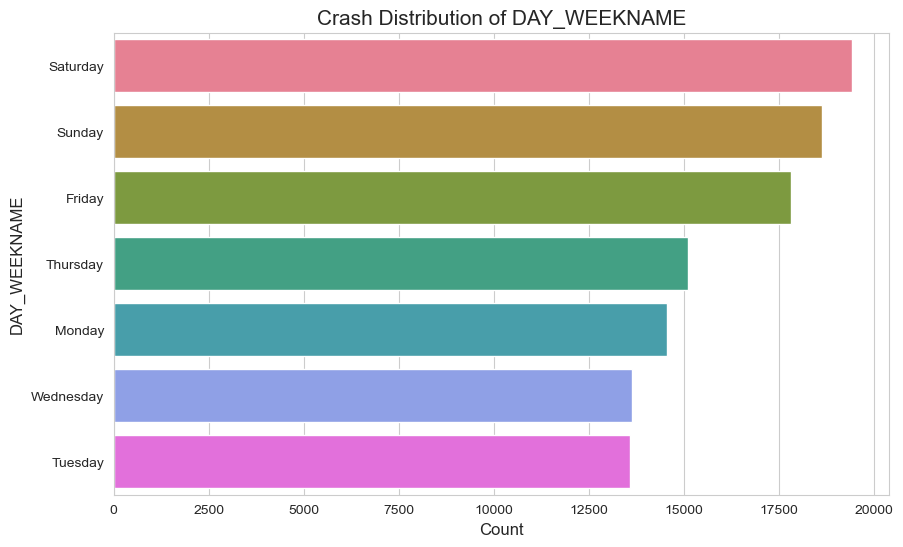 Crash Distribution of DAY_WEEKNAME
Saturday
Sunday
Friday
Thursday
Monday
Wednesday
Tuesday
DAY_WEEKNAME
0 2500 5000 7500 10000 12500 15000 17500 20000
Count